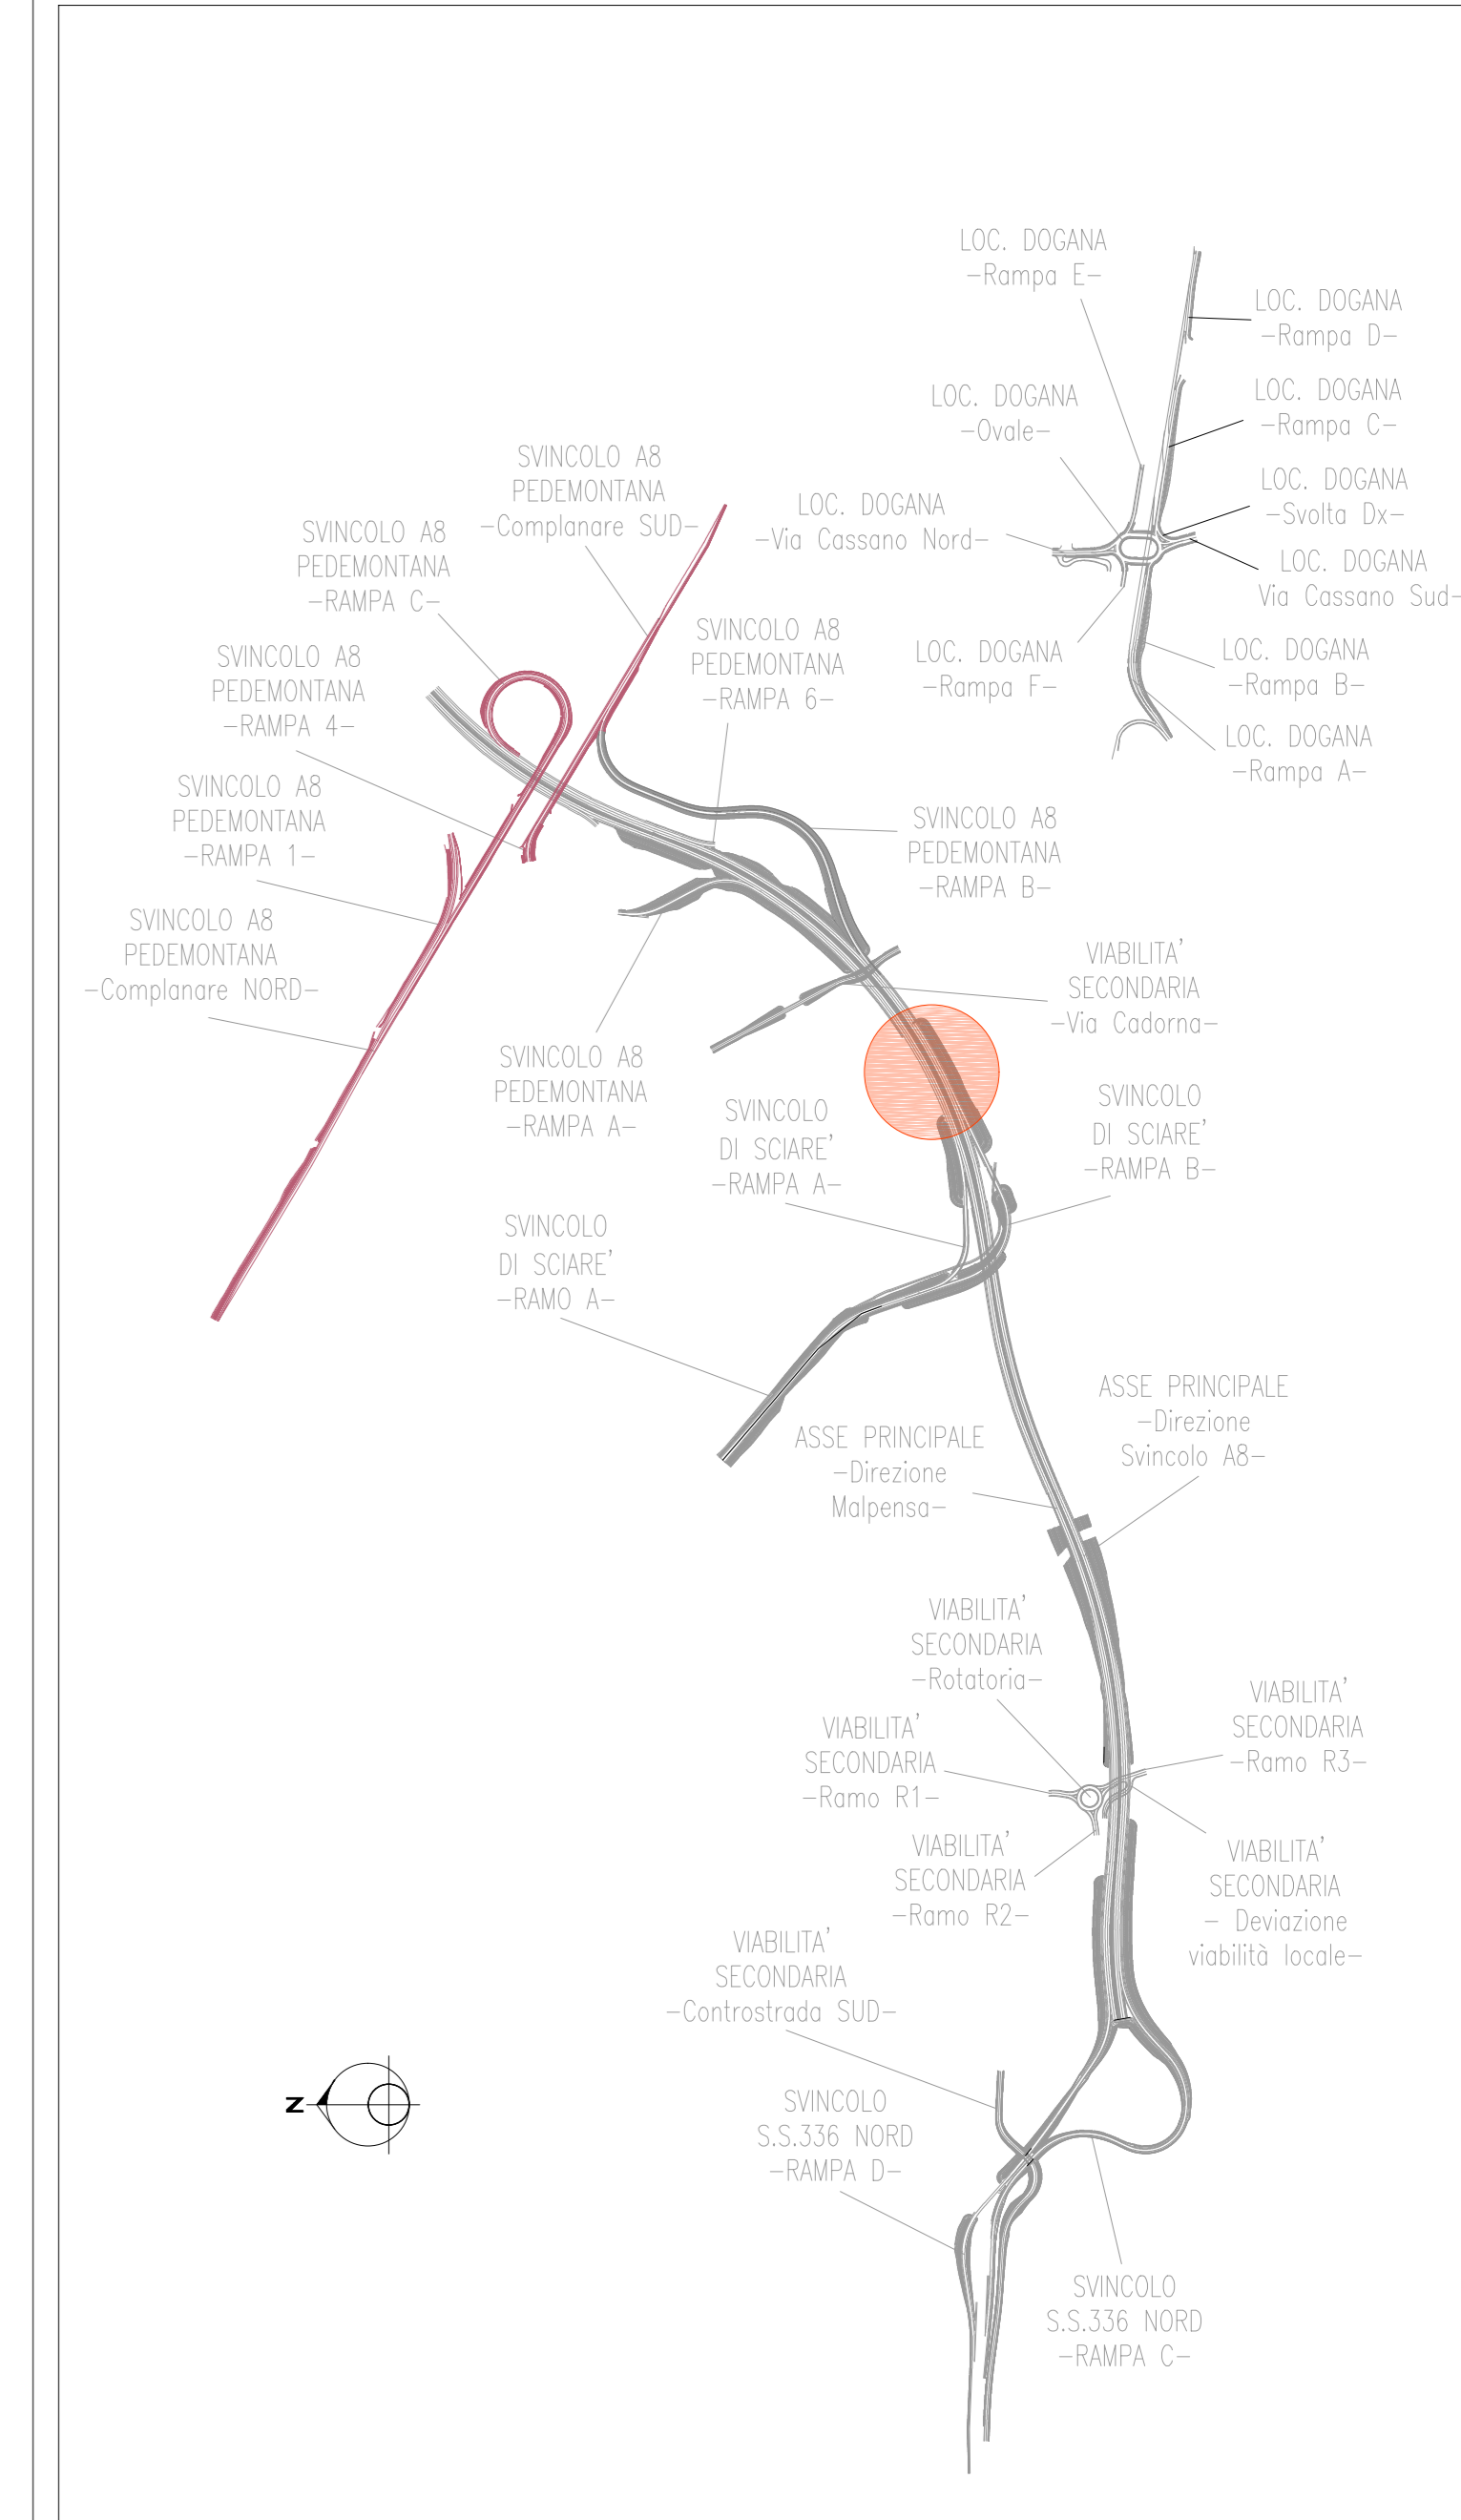 LOC. DOGANA
-Rampa E-
LOC. DOGANA
-Rampa D-
LOC. DOGANA
-Rampa C-
LOC. DOGANA
-Ovale-
SVINCOLO A8
PEDEMONTANA
-Complanare SUD-
LOC. DOGANA
-Svolta Dx-
LOC. DOGANA
-Via Cassano Nord-
SVINCOLO A8
PEDEMONTANA
-RAMPA C-
LOC. DOGANA
Via Cassano Sud-
SVINCOLO A8
PEDEMONTANA
-RAMPA 6-
LOC. DOGANA
-Rampa F-
LOC. DOGANA
-Rampa B-
SVINCOLO A8
PEDEMONTANA
-RAMPA 4-
LOC. DOGANA
-Rampa A-
SVINCOLO A8
PEDEMONTANA
-RAMPA 1-
SVINCOLO A8
PEDEMONTANA
-RAMPA B-
SVINCOLO A8
PEDEMONTANA
-Complanare NORD-
VIABILITA'
SECONDARIA
-Via Cadorna-
SVINCOLO A8
PEDEMONTANA
-RAMPA A-
SVINCOLO
DI SCIARE'
-RAMPA A-
SVINCOLO
DI SCIARE'
-RAMPA B-
SVINCOLO
DI SCIARE'
-RAMO A-
ASSE PRINCIPALE
-Direzione
Svincolo A8-
ASSE PRINCIPALE
-Direzione
Malpensa-
VIABILITA'
SECONDARIA
-Rotatoria-
VIABILITA'
SECONDARIA
-Ramo R3-
VIABILITA'
SECONDARIA
-Ramo R1-
VIABILITA'
SECONDARIA
-Ramo R2-
VIABILITA'
SECONDARIA
- Deviazione
viabilità locale-
VIABILITA'
SECONDARIA
-Controstrada SUD-
N
SVINCOLO
S.S.336 NORD
-RAMPA D-
SVINCOLO
S.S.336 NORD
-RAMPA C-